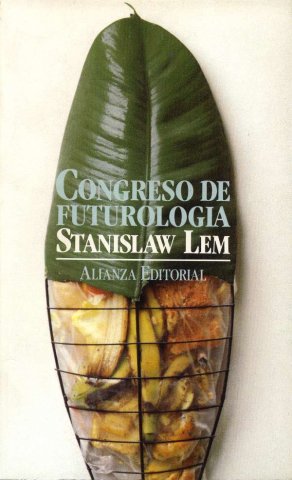 CONGRESO DE
FUTUROLOGIA
STANISLAW LEM
ALIANZA EDITORIAL